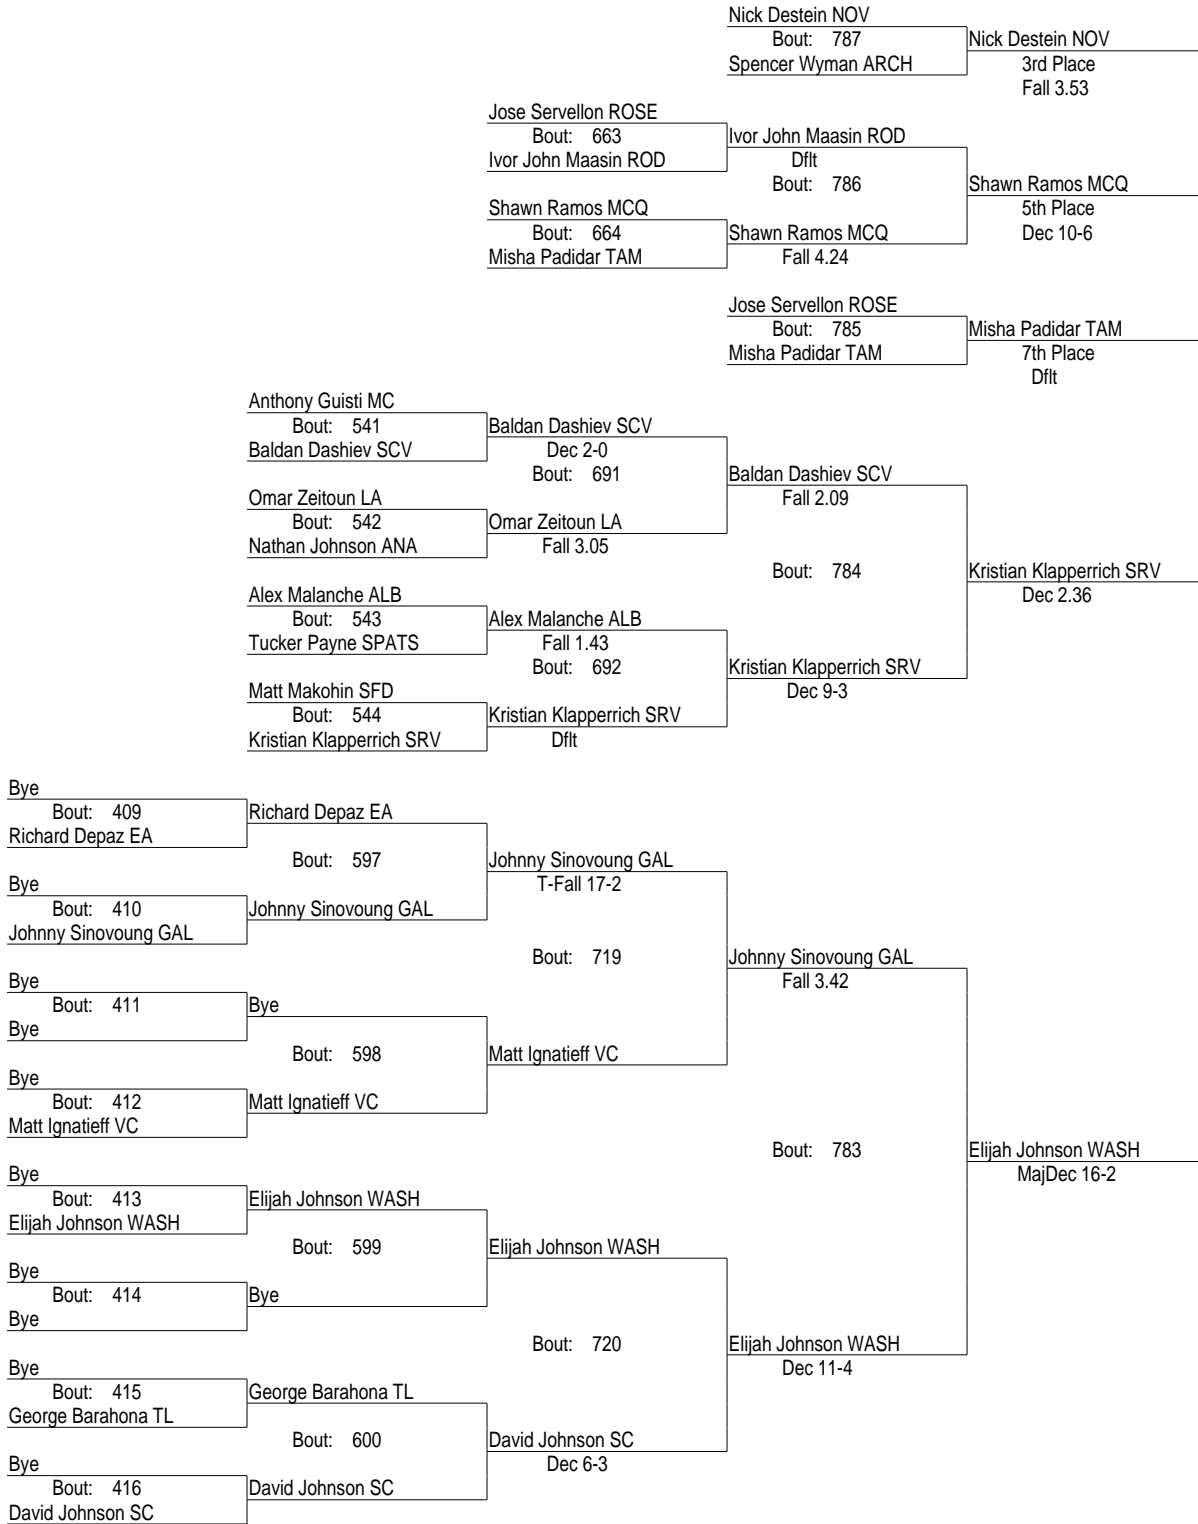 Nick Destein NOV
Bout: 787
Nick Destein NOV
Spencer Wyman ARCH
3rd Place
Fall 3.53
Jose Servellon ROSE
Bout: 663
Ivor John Maasin ROD
Ivor John Maasin ROD
Dflt
Bout: 786
Shawn Ramos MCQ
Shawn Ramos MCQ
5th Place
Bout: 664
Shawn Ramos MCQ
Dec 10-6
Misha Padidar TAM
Fall 4.24
Jose Servellon ROSE
Bout: 785
Misha Padidar TAM
Misha Padidar TAM
7th Place
Dflt
Anthony Guisti MC
Bout: 541
Baldan Dashiev SCV
Baldan Dashiev SCV
Dec 2-0
Bout: 691
Baldan Dashiev SCV
Omar Zeitoun LA
Fall 2.09
Bout: 542
Omar Zeitoun LA
Nathan Johnson ANA
Fall 3.05
Bout: 784
Kristian Klapperrich SRV
Alex Malanche ALB
Dec 2.36
Bout: 543
Alex Malanche ALB
Tucker Payne SPATS
Fall 1.43
Bout: 692
Kristian Klapperrich SRV
Matt Makohin SFD
Dec 9-3
Bout: 544
Kristian Klapperrich SRV
Kristian Klapperrich SRV
Dflt
Bye
Bout: 409
Richard Depaz EA
Richard Depaz EA
Bout: 597
Johnny Sinovoung GAL
Bye
T-Fall 17-2
Bout: 410
Johnny Sinovoung GAL
Johnny Sinovoung GAL
Bout: 719
Johnny Sinovoung GAL
Bye
Fall 3.42
Bout: 411
Bye
Bye
Bout: 598
Matt Ignatieff VC
Bye
Bout: 412
Matt Ignatieff VC
Matt Ignatieff VC
Bout: 783
Elijah Johnson WASH
Bye
MajDec 16-2
Bout: 413
Elijah Johnson WASH
Elijah Johnson WASH
Bout: 599
Elijah Johnson WASH
Bye
Bout: 414
Bye
Bye
Bout: 720
Elijah Johnson WASH
Bye
Dec 11-4
Bout: 415
George Barahona TL
George Barahona TL
Bout: 600
David Johnson SC
Bye
Dec 6-3
Bout: 416
David Johnson SC
David Johnson SC